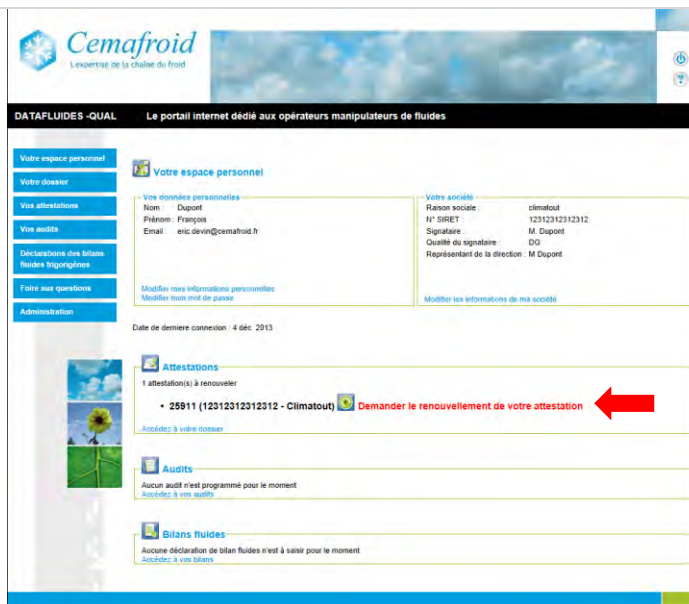 Cemafroid
L'expertise de la chaîne du froid
DATAFLUIDES -QUAL Le portail internet dédié aux opérateurs manipulateurs de fluides
Votre espace personnel
Votre dossier
Vos attestations
Vos audits
Déclarations des bilans
fluides frigorigènes
Foire aux questions
Administration
Votre espace personnel
Vos données personnelles
Nom : Dupont
Prénom : François
Email : eric.devin@cemafroid.fr
Modifier mes informations personnelles
Modifier mon mot de passe
Votre société
Raison sociale : climatout
N° SIRET : 12312312312312
Signataire : M. Dupont
Qualité du signataire : DG
Représentant de la direction : M Dupont
Modifier les informations de ma société
Date de derniere connexion : 4 déc. 2013
Attestations
1 attestation(s) à renouveler
• 25911 (12312312312312 - Climatout) Demander le renouvellement de votre attestation
Accédez à votre dossier
Audits
Aucun audit n'est programmé pour le moment
Accédez à vos audits
Bilans fluides
Aucune déclaration de bilan fluides n'est à saisir pour le moment
Accédez à vos bilans